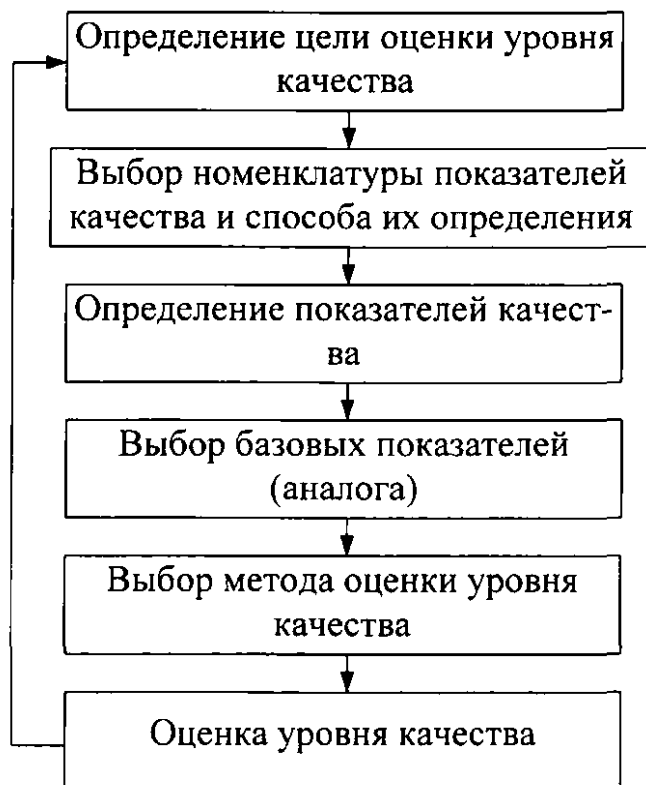 Определение цели оценки уровня
качества
Выбор номенклатуры показателей
качества и способа их определения
Определение показателей качест-
ва
Выбор базовых показателей
(аналога)
Выбор метода оценки уровня
качества
Оценка уровня качества